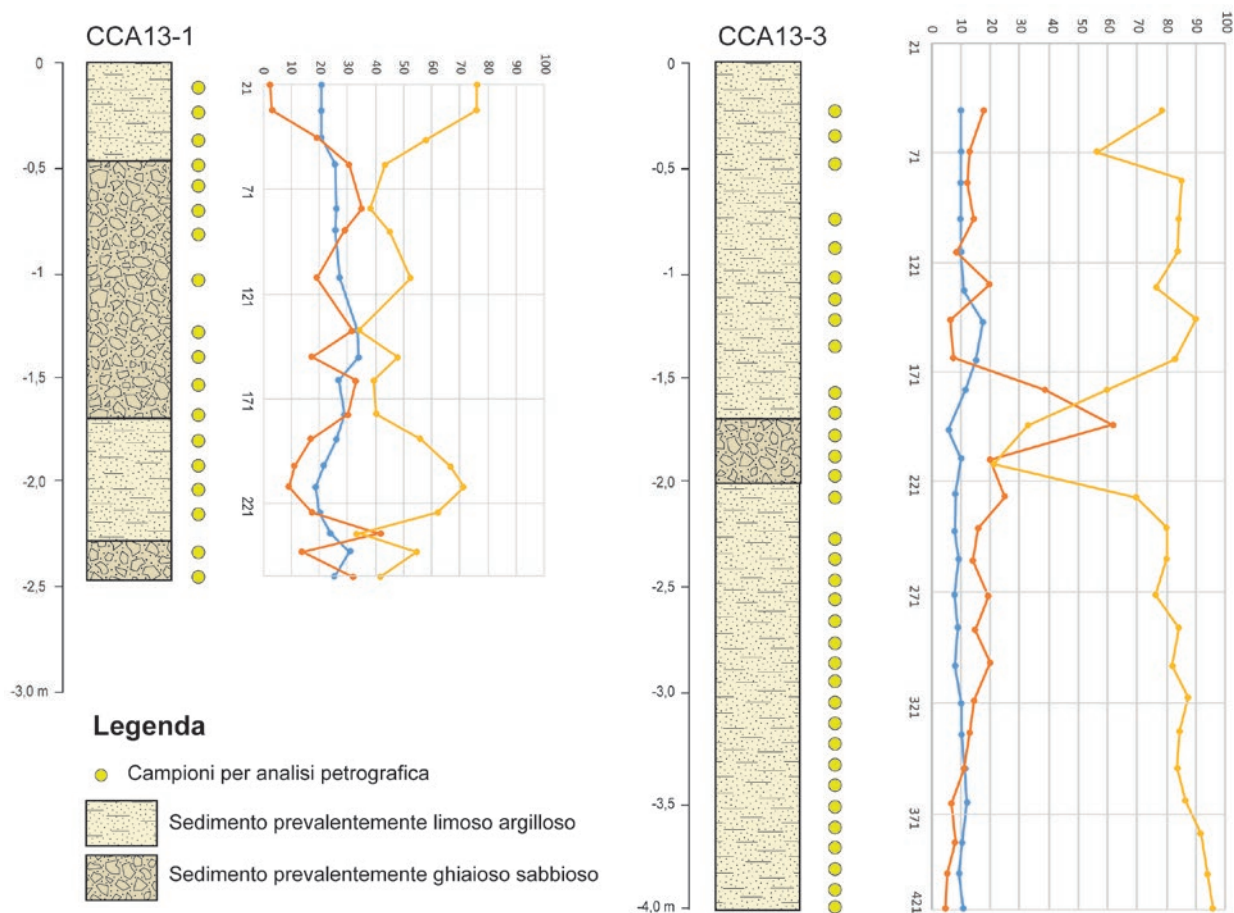 CCA13-1
0
-0,5
-1
-1,5
-2,0
-2,5
-3,0 m
0 10 20 30 40 50 60 70 80 90 100
21
71
121
171
221
CCA13-3
0
-0,5
-1
-1,5
-2,0
-2,5
-3,0
-3,5
-4,0 m
0 10 20 30 40 50 60 70 80 90 100
21
71
121
171
221
271
321
371
421
Legenda
Campioni per analisi petrografica
Sedimento prevalentemente limoso argilloso
Sedimento prevalentemente ghiaioso sabbioso